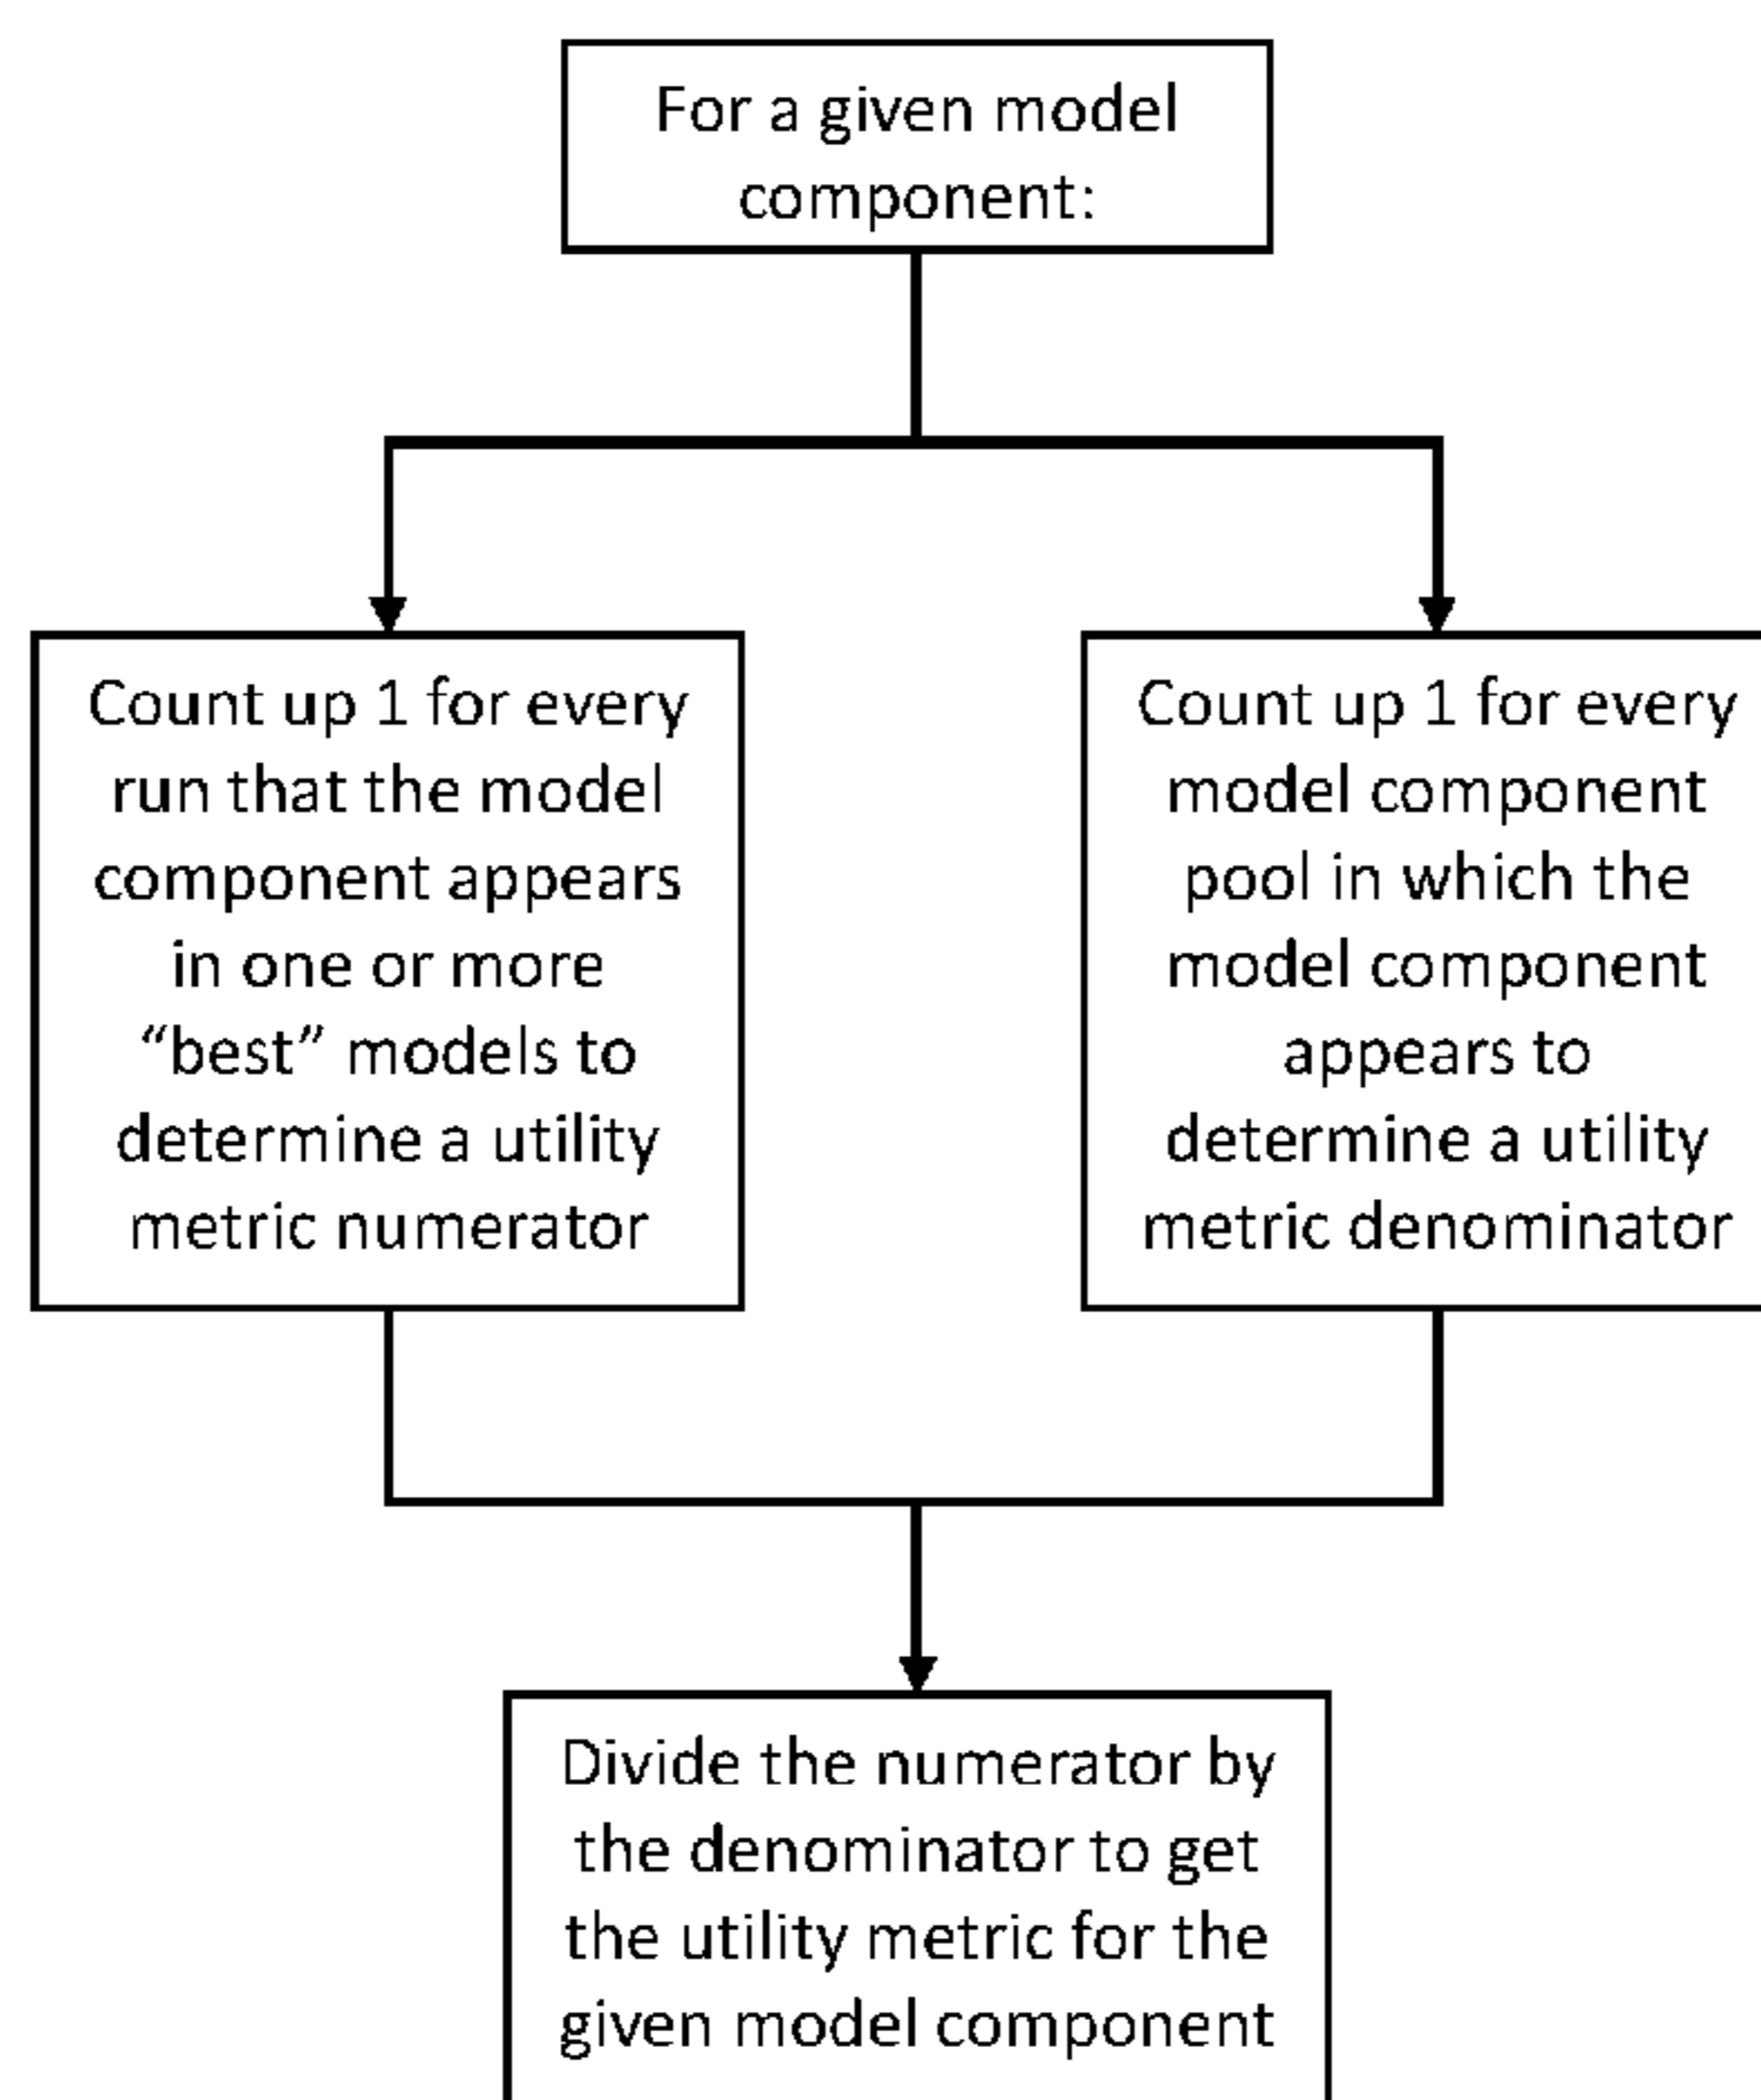 For a given model
component:
Count up 1 for every
run that the model
component appears
in one or more
“best” models to
determine a utility
metric numerator
Count up 1 for every
model component
pool in which the
model component
appears to
determine a utility
metric denominator
Divide the numerator by
the denominator to get
the utility metric for the
given model component